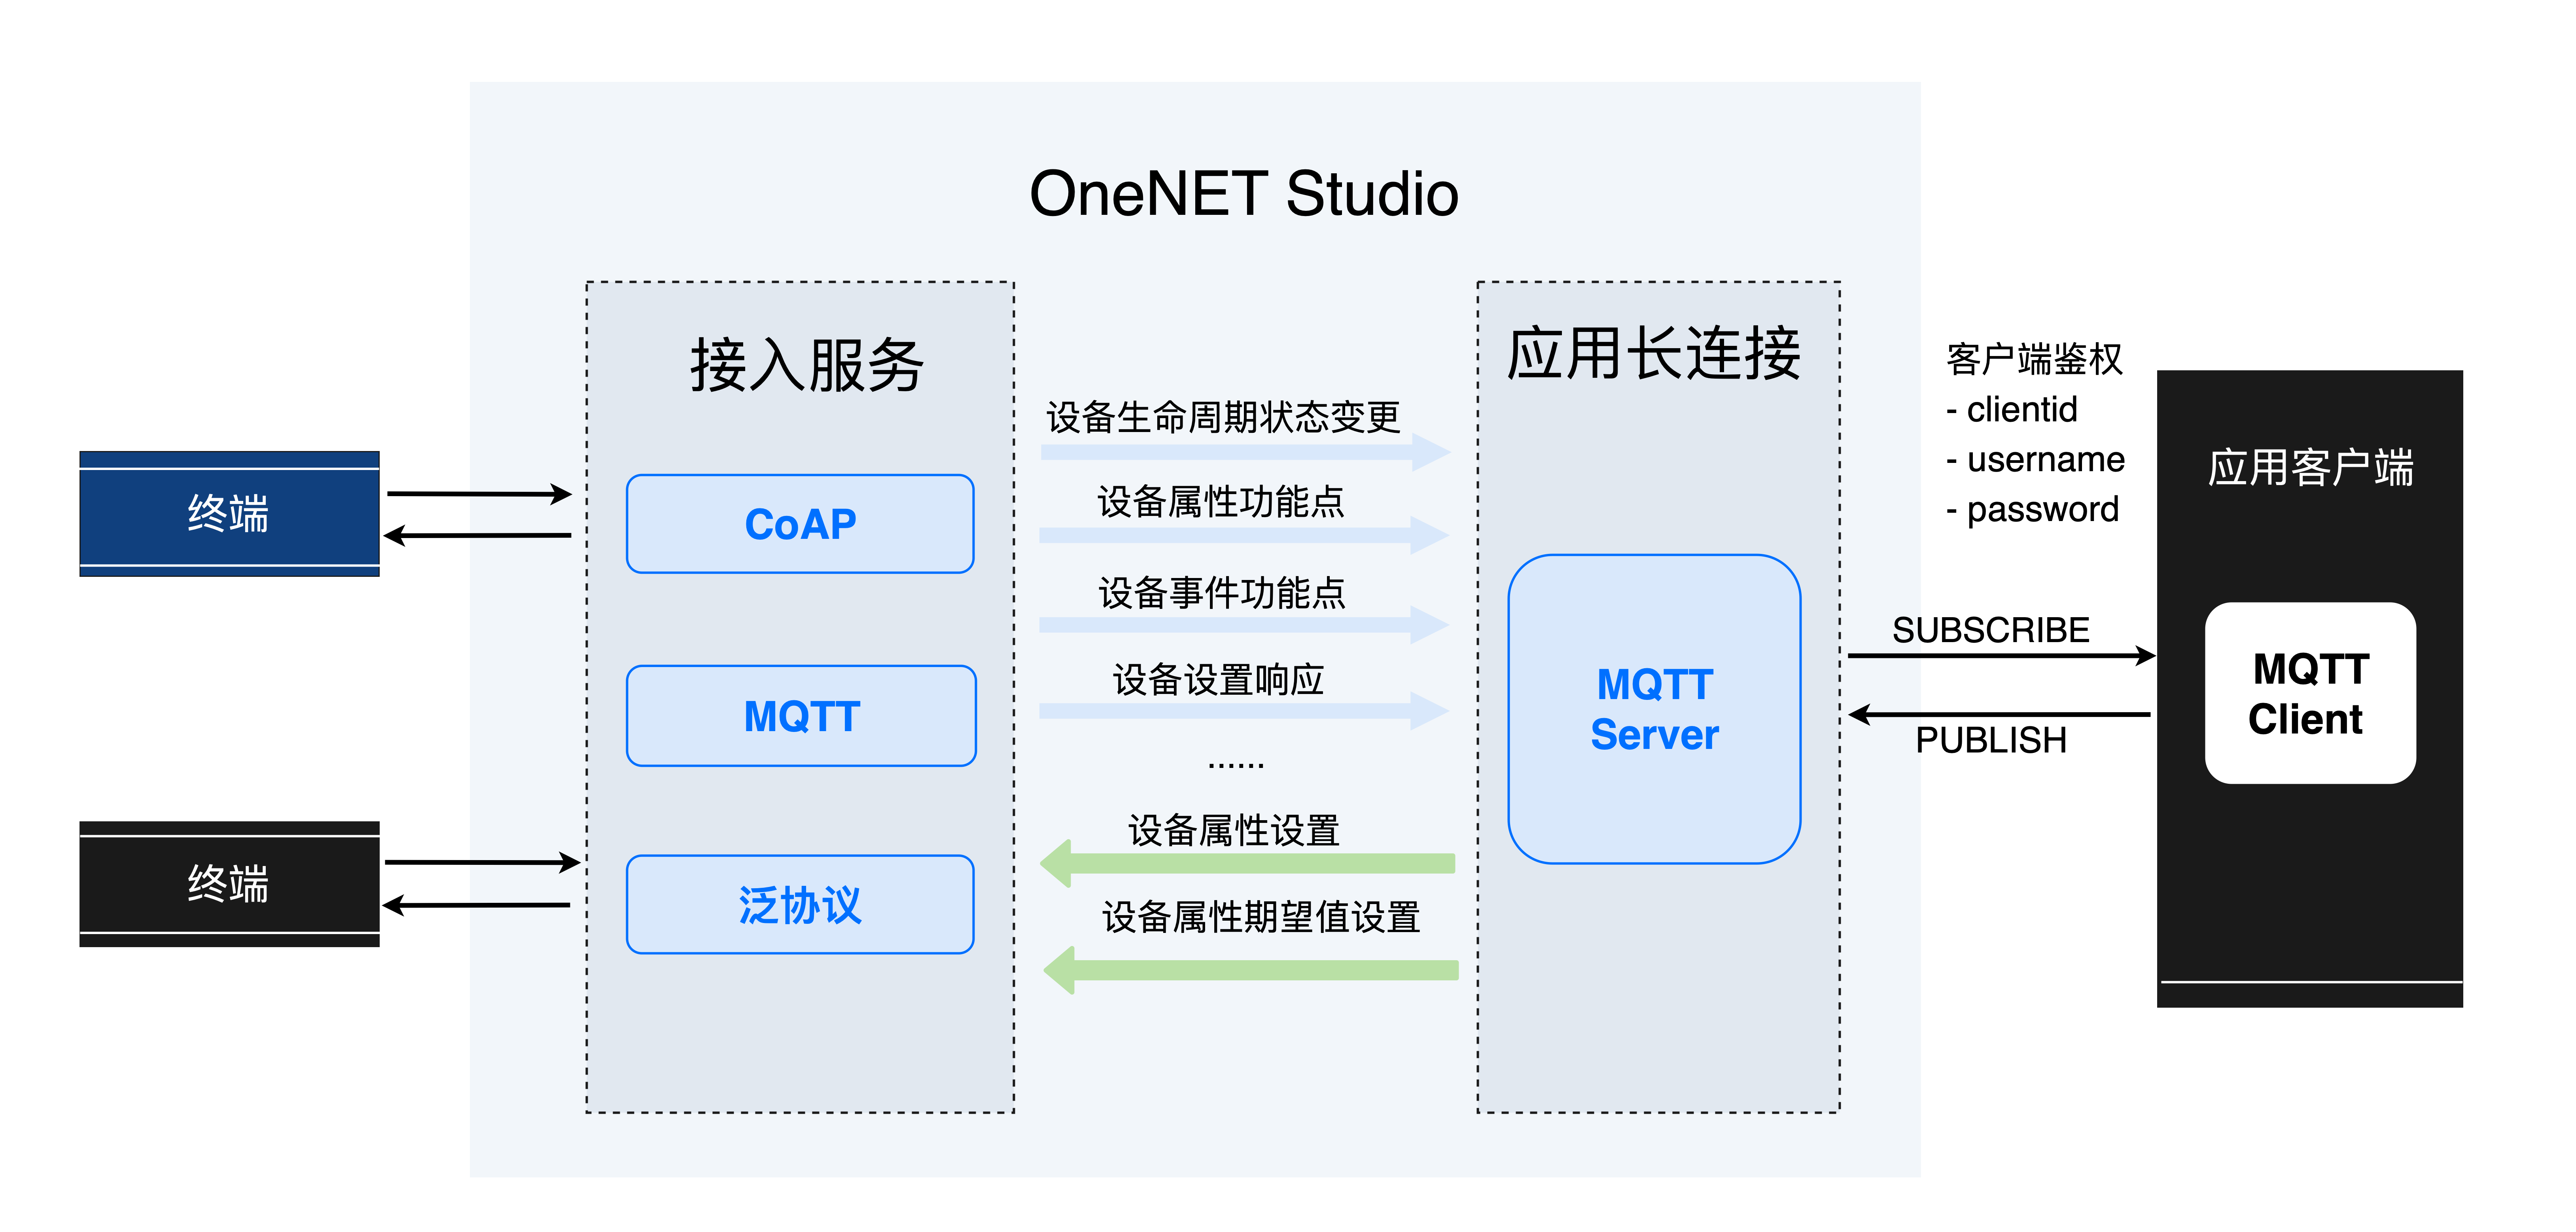 OneNET Studio
终端
终端
接入服务
CoAP
MQTT
泛协议
设备生命周期状态变更
设备属性功能点
设备事件功能点
设备设置响应
......
设备属性设置
设备属性期望值设置
应用长连接
MQTT
Server
客户端鉴权
- clientid
- username
- password
SUBSCRIBE
PUBLISH
应用客户端
MQTT
Client